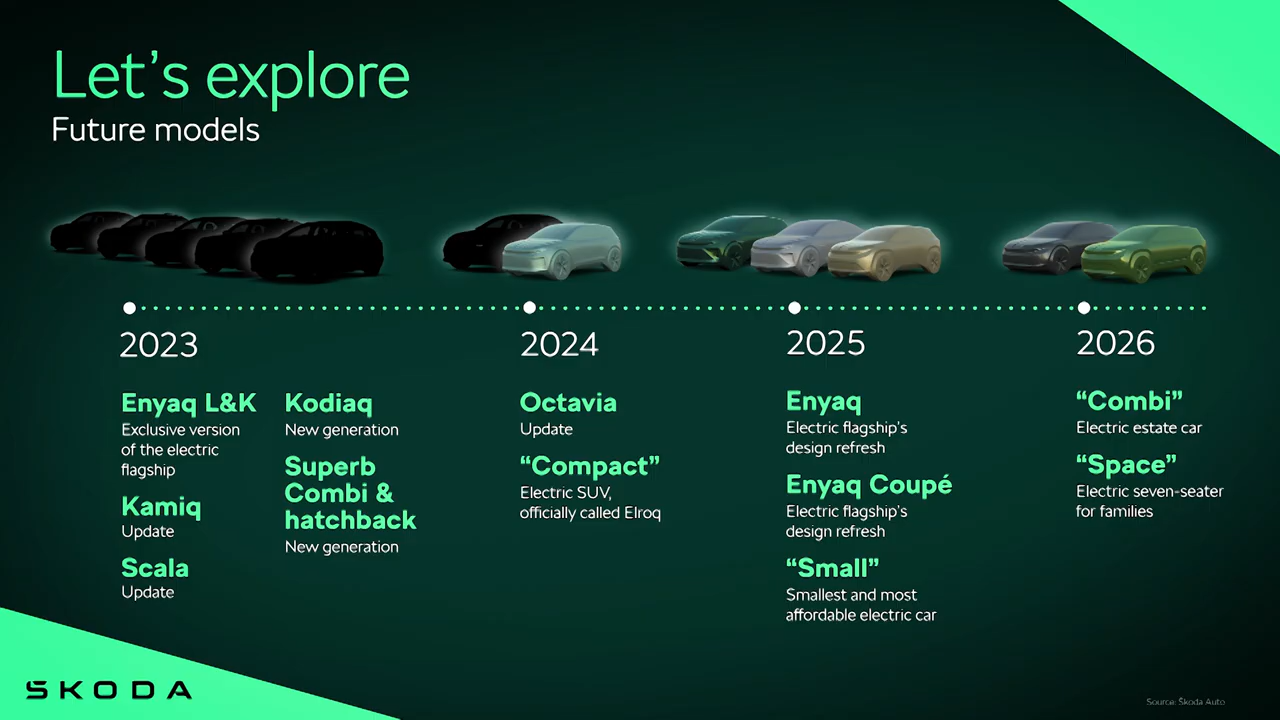 Let’s explore
Future models
2023
Enyaq L&K
Exclusive version
of the electric
flagship
Kamiq
Update
Scala
Update
Kodiaq
New generation
Superb
Combi &
hatchback
New generation
2024
Octavia
Update
“Compact”
Electric SUV,
officially called Elroq
2025
Enyaq
Electric flagship’s
design refresh
Enyaq Coupé
Electric flagship’s
design refresh
“Small”
Smallest and most
affordable electric car
2026
“Combi”
Electric estate car
“Space”
Electric seven-seater
for families
ŠKODA
Source: Škoda Auto